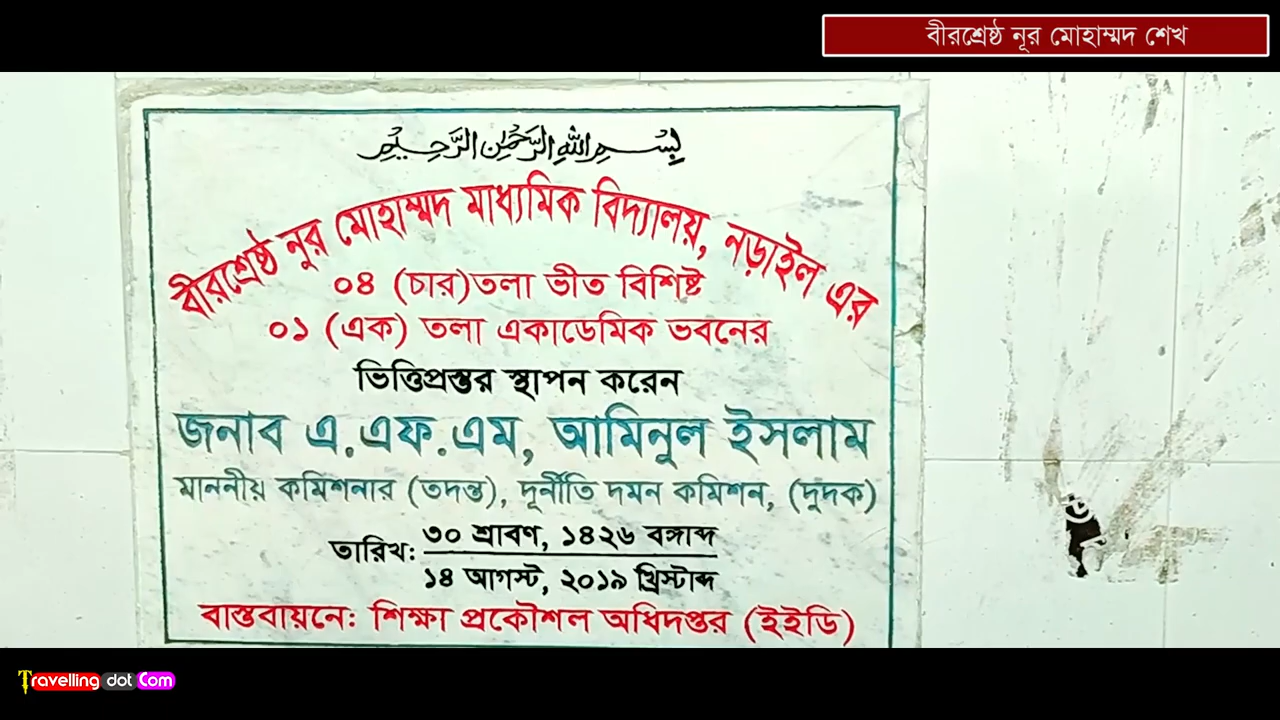 বীরশ্রেষ্ঠ নূর মোহাম্মদ শেখ
بِسْمِ اللهِ الرَّحْمٰنِ الرَّحِيْمِ
বীরশ্রেষ্ঠ নুর মোহাম্মদ মাধ্যমিক বিদ্যালয়, নড়াইল এর
০৪ (চার)তলা ভীত বিশিষ্ট
০১ (এক) তলা একাডেমিক ভবনের
ভিত্তিপ্রস্তর স্থাপন করেন
জনাব এ.এফ.এম, আমিনুল ইসলাম
মাননীয় কমিশনার (তদন্ত), দূর্নীতি দমন কমিশন, (দুদক)
তারিখ: ৩০ শ্রাবণ, ১৪২৬ বঙ্গাব্দ
১৪ আগস্ট, ২০১৯ খ্রিস্টাব্দ
বাস্তবায়নে: শিক্ষা প্রকৌশল অধিদপ্তর (ইইডি)
Travelling dot Com